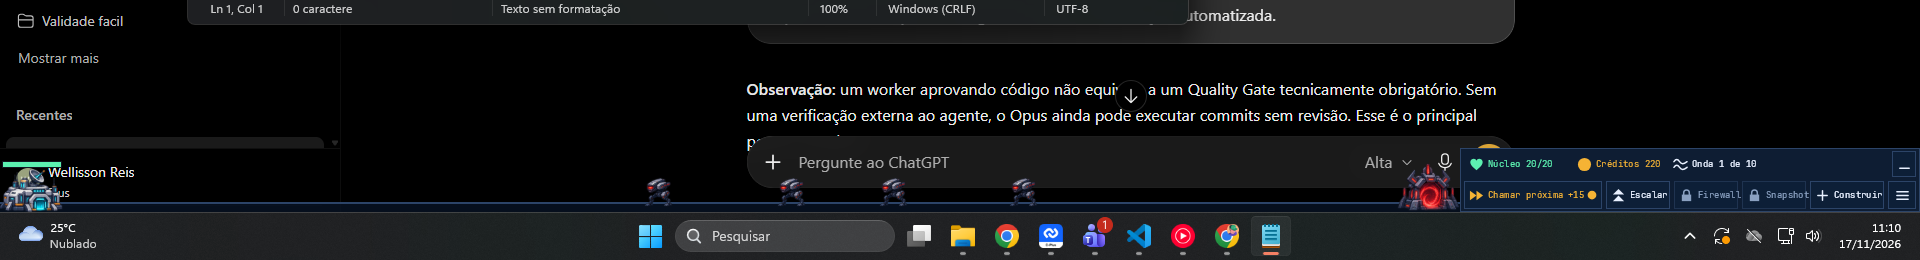 Ln 1, Col 1
0 caractere
Texto sem formatação
100%
Windows (CRLF)
UTF-8
Validade facil
Mostrar mais
Recentes
Wellisson Reis
utomatizada.
Observação: um worker aprovando código não equi a um Quality Gate tecnicamente obrigatório. Sem
uma verificação externa ao agente, o Opus ainda pode executar commits sem revisão. Esse é o principal
Pergunte ao ChatGPT
Alta
Núcleo 20/20
Créditos 220
Onda 1 de 10
Chamar próxima +15
Escalar
Firewall
Snapshot
+ Construir
25°C
Nublado
Pesquisar
1
11:10
17/11/2026